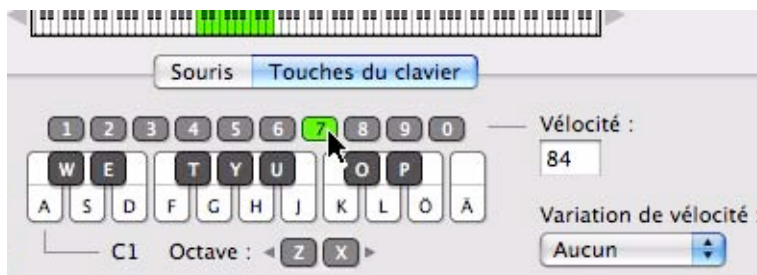 Souris Touches du clavier
1 2 3 4 5 6 7 8 9 0 Vélocité :
84
W E T Y U O P
A S D F G H J K L Ö Ä
Variation de vélocité :
C1 Octave : Z X
Aucun